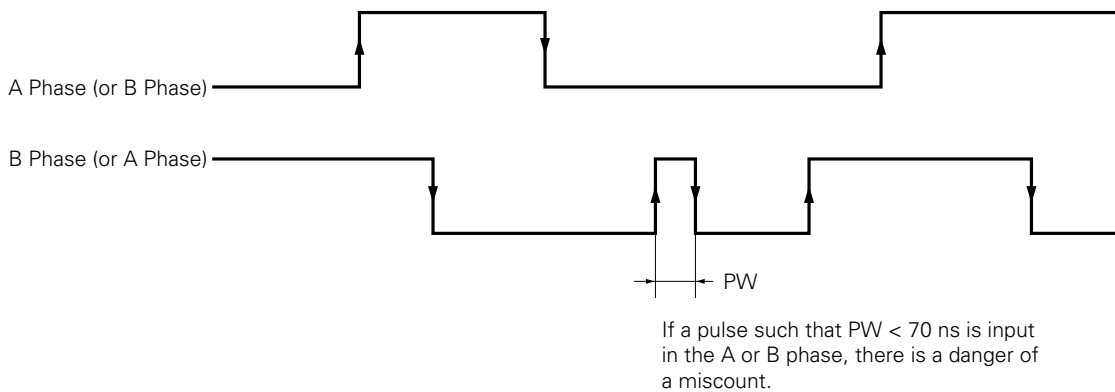 A Phase (or B Phase)
B Phase (or A Phase)
PW
If a pulse such that PW < 70 ns is input
in the A or B phase, there is a danger of
a miscount.